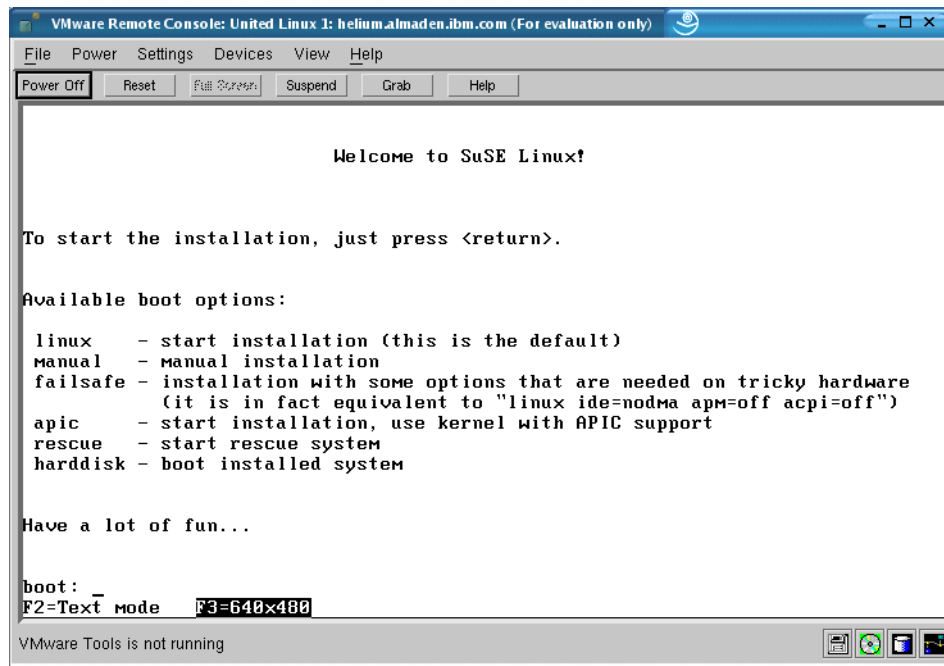 VMware Remote Console: United Linux 1: helium.almaden.ibm.com (For evaluation only)
File Power Settings Devices View Help
Power Off Reset Full Screen Suspend Grab Help
Welcome to SuSE Linux!
To start the installation, just press <return>.
Available boot options:
linux - start installation (this is the default)
manual - manual installation
failsafe - installation with some options that are needed on tricky hardware
(it is in fact equivalent to "linux ide=nodma apm=off acpi=off")
apic - start installation, use kernel with APIC support
rescue - start rescue system
harddisk - boot installed system
Have a lot of fun...
boot: _
F2=Text mode F3=640x480
VMware Tools is not running